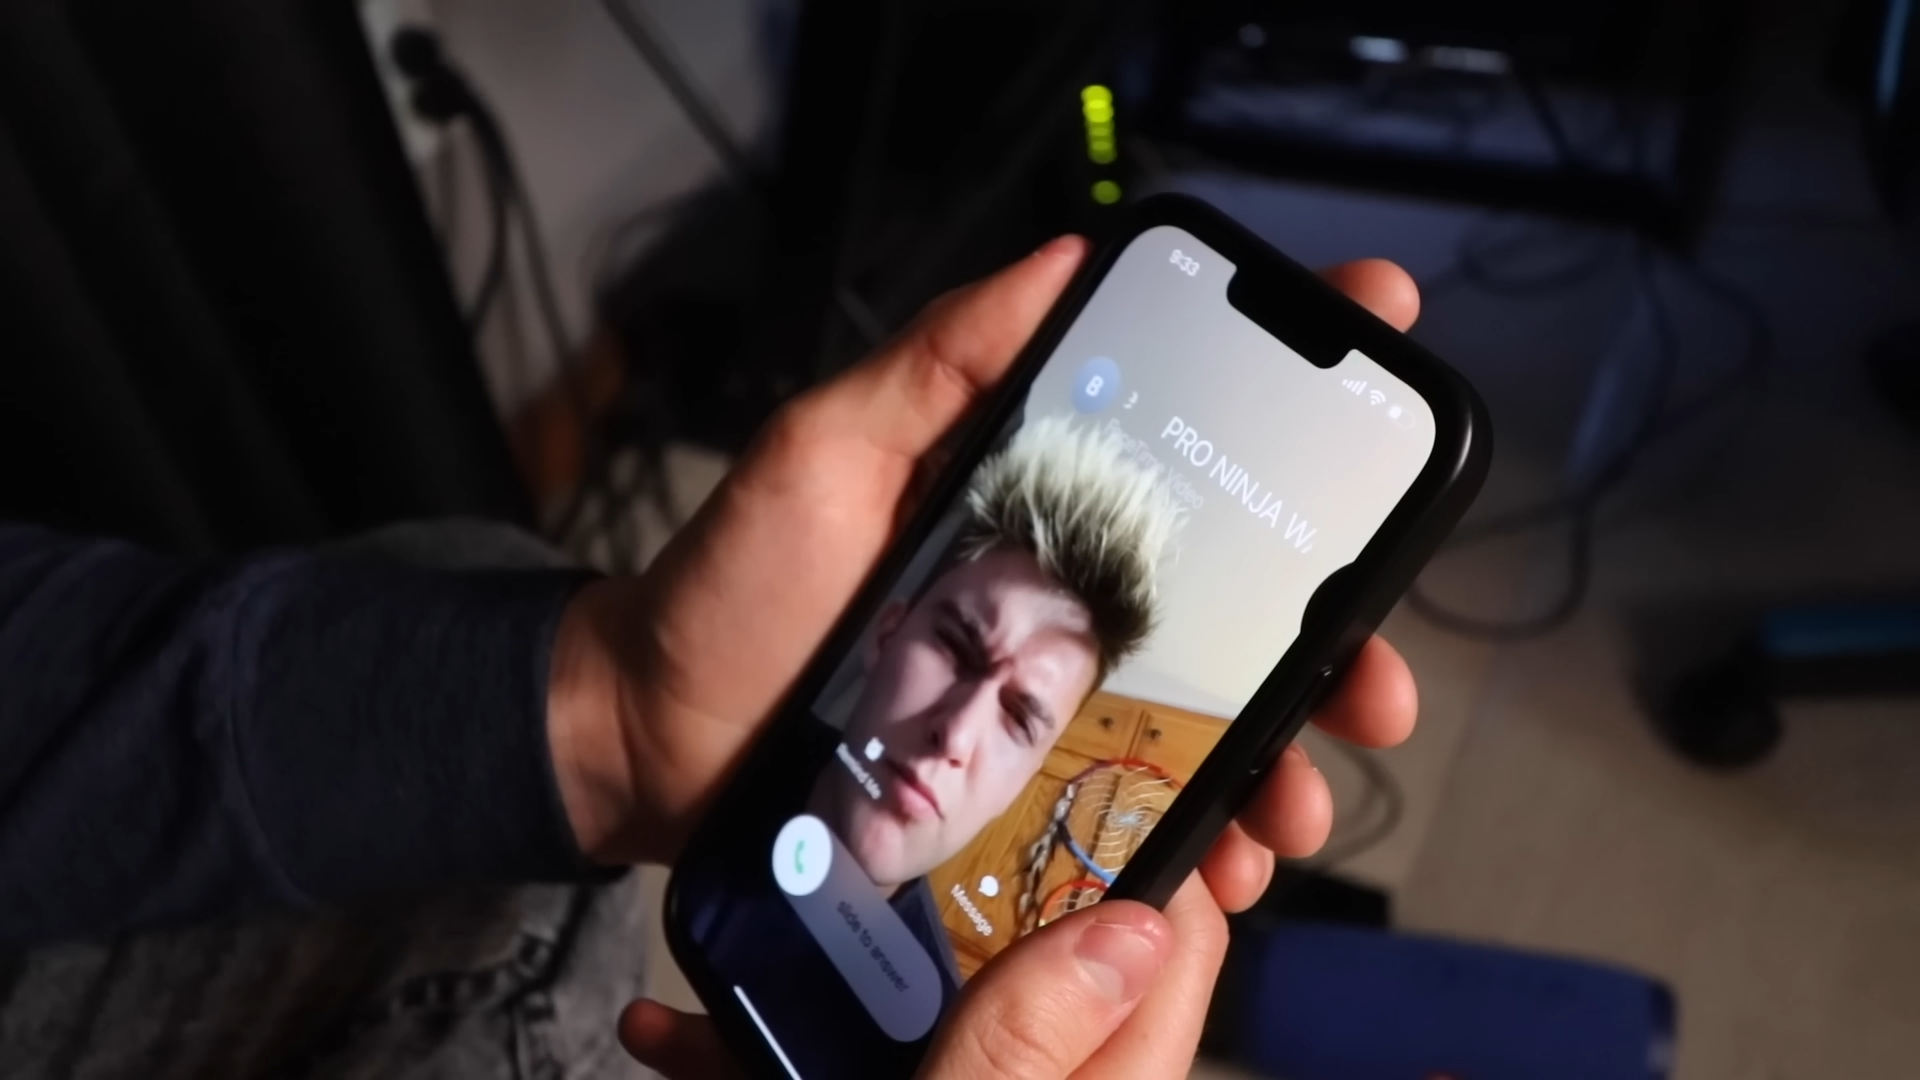 9:33
B
PRO NINJA W
FaceTime Video
Remind Me
Message
slide to answer